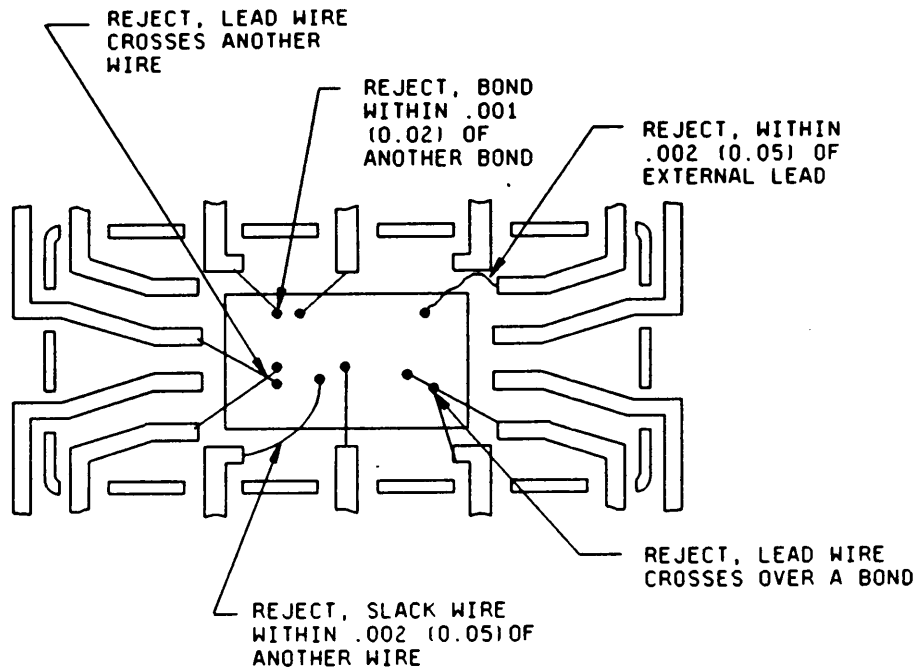 REJECT, LEAD WIRE
CROSSES ANOTHER
WIRE
REJECT, BOND
WITHIN .001
(0.02) OF
ANOTHER BOND
REJECT, WITHIN
.002 (0.05) OF
EXTERNAL LEAD
REJECT, LEAD WIRE
CROSSES OVER A BOND
REJECT, SLACK WIRE
WITHIN .002 (0.05)OF
ANOTHER WIRE